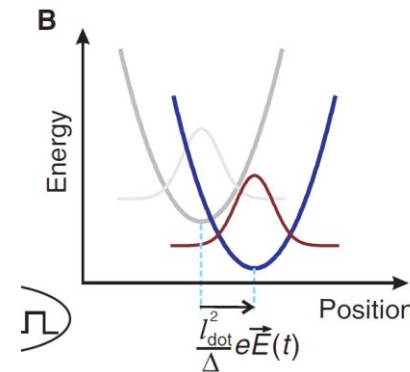 B
Energy
Position
l²dot/Δ eE⃗(t)